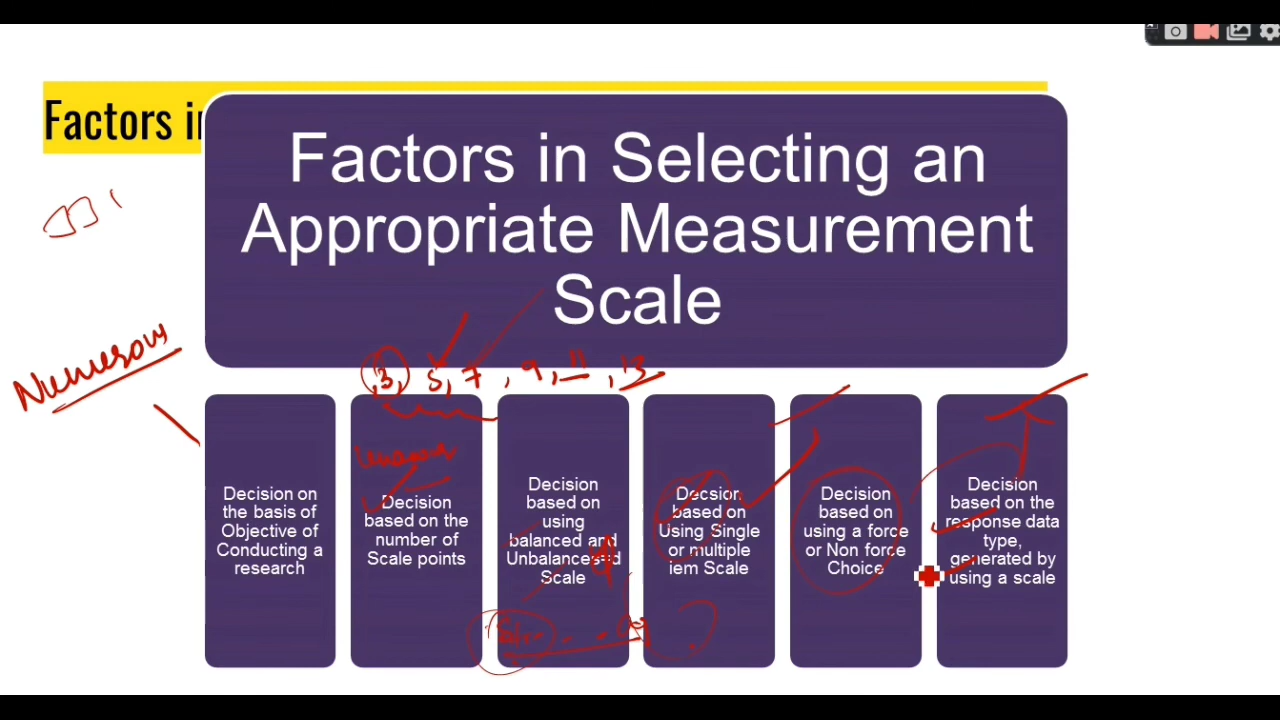 Factors in
Factors in Selecting an
Appropriate Measurement
Scale
Numerous
3, 5, 7, 9, 11, 13
Decision on
the basis of
Objective of
Conducting a
research
Decision
based on the
number of
Scale points
Decision
based on
using
balanced and
Unbalancesed
Scale
Decsion
based on
Using Single
or multiple
iem Scale
Decision
based on
using a force
or Non force
Choice
Decision
based on the
response data
type,
generated by
using a scale